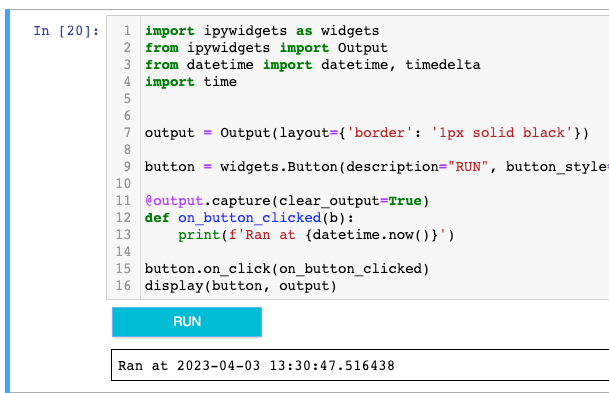 In [20]:
1 import ipywidgets as widgets
2 from ipywidgets import Output
3 from datetime import datetime, timedelta
4 import time
5
6
7 output = Output(layout={'border': '1px solid black'})
8
9 button = widgets.Button(description="RUN", button_style=
10
11 @output.capture(clear_output=True)
12 def on_button_clicked(b):
13     print(f'Ran at {datetime.now()}')
14
15 button.on_click(on_button_clicked)
16 display(button, output)
RUN
Ran at 2023-04-03 13:30:47.516438